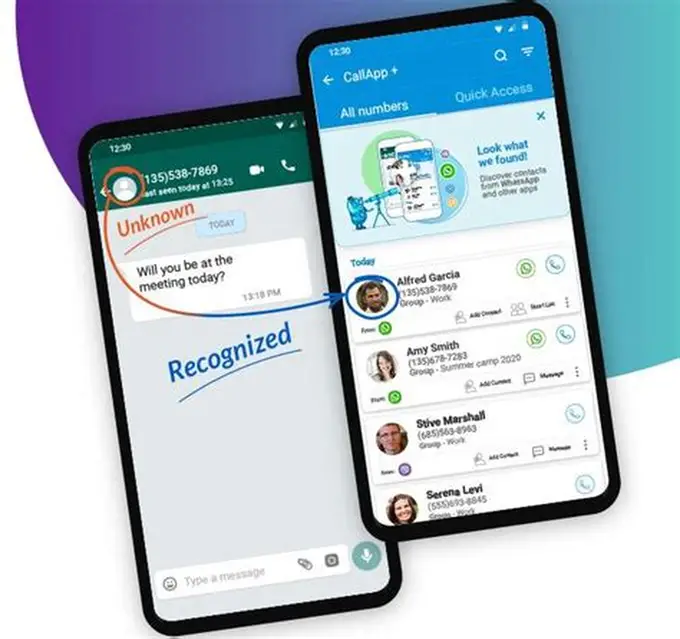 12:30
(135)538-7869
last seen today at 13:25
Unknown
TODAY
Will you be at the
meeting today?
13:18 PM
Recognized
Type a message
12:30
CallApp +
All numbers
Quick Access
Look what
we found!
Discover contacts
from WhatsApp
and other apps
Today
Alfred Garcia
(135)538-7869
Group - Work
From:
Add Contact
Amy Smith
(135)678-7283
Group - Summer camp 2020
From:
Add Contact
Message
Stive Marshall
(685)563-8963
Group - Work
From:
Add Contact
Message
Serena Levi
(555)693-8845
Group - Work